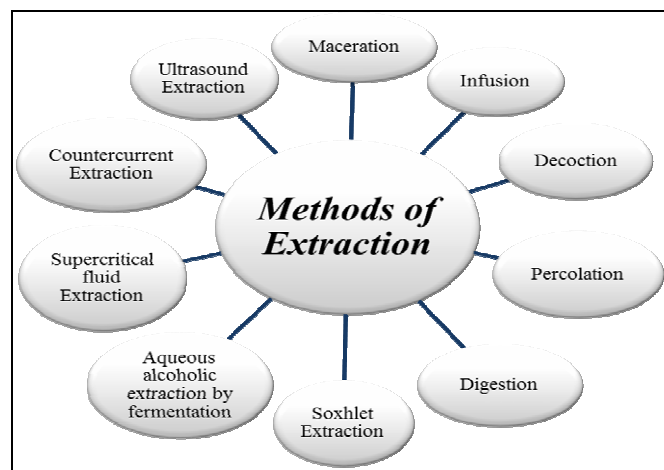 Methods of
Extraction
Maceration
Infusion
Decoction
Percolation
Digestion
Soxhlet
Extraction
Aqueous
alcoholic
extraction by
fermentation
Supercritical
fluid
Extraction
Countercurrent
Extraction
Ultrasound
Extraction